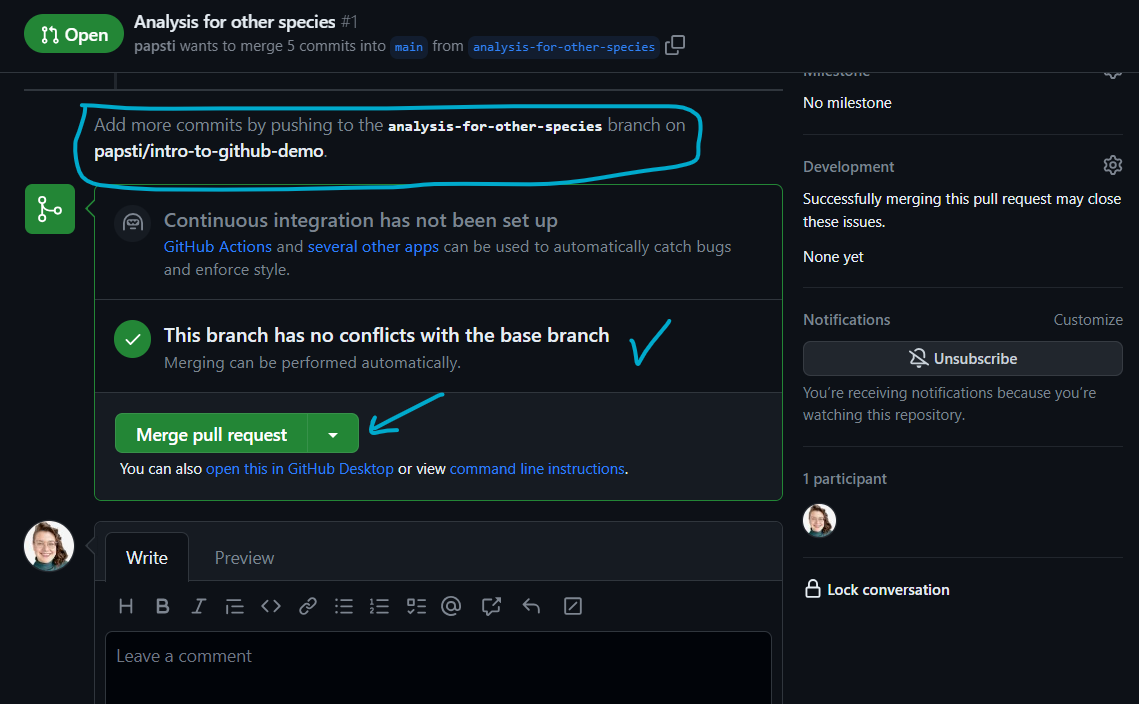 Open
Analysis for other species #1
papsti wants to merge 5 commits into main from analysis-for-other-species
Add more commits by pushing to the analysis-for-other-species branch on
papsti/intro-to-github-demo.
Continuous integration has not been set up
GitHub Actions and several other apps can be used to automatically catch bugs
and enforce style.
This branch has no conflicts with the base branch
Merging can be performed automatically.
Merge pull request
You can also open this in GitHub Desktop or view command line instructions.
Write
Preview
Leave a comment
Milestone
No milestone
Development
Successfully merging this pull request may close
these issues.
None yet
Notifications
Customize
Unsubscribe
You're receiving notifications because you're
watching this repository.
1 participant
Lock conversation